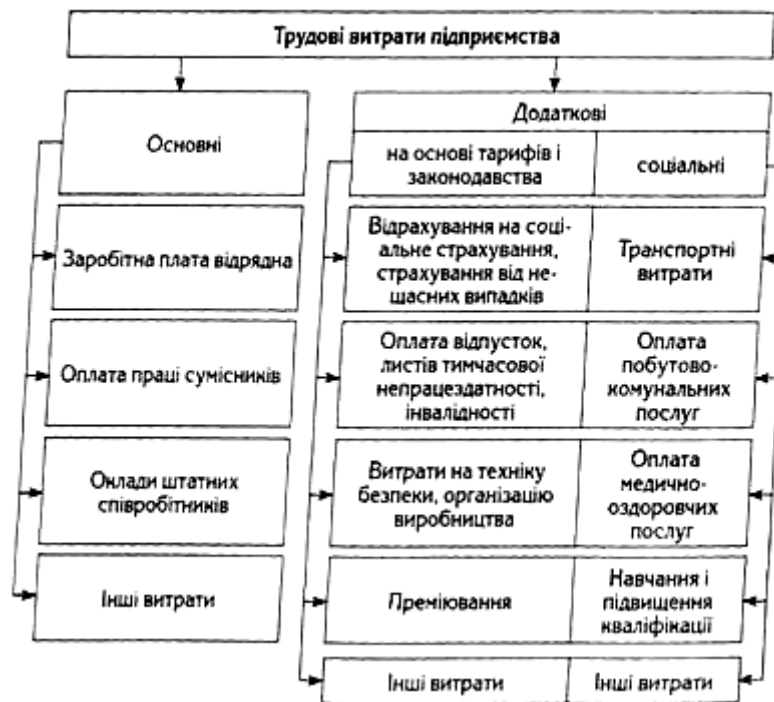 Трудові витрати підприємства
Основні
Додаткові
на основі тарифів і
законодавства
соціальні
Заробітна плата відрядна
Відрахування на соці-
альне страхування,
страхування від не-
щасних випадків
Транспортні
витрати
Оплата праці сумісників
Оплата відпусток,
листів тимчасової
непрацездатності,
інвалідності
Оплата
побутово-
комунальних
послуг
Оклади штатних
співробітників
Витрати на техніку
безпеки, організацію
виробництва
Оплата
медично-
оздоровчих
послуг
Інші витрати
Преміювання
Навчання і
підвищення
кваліфікації
Інші витрати
Інші витрати